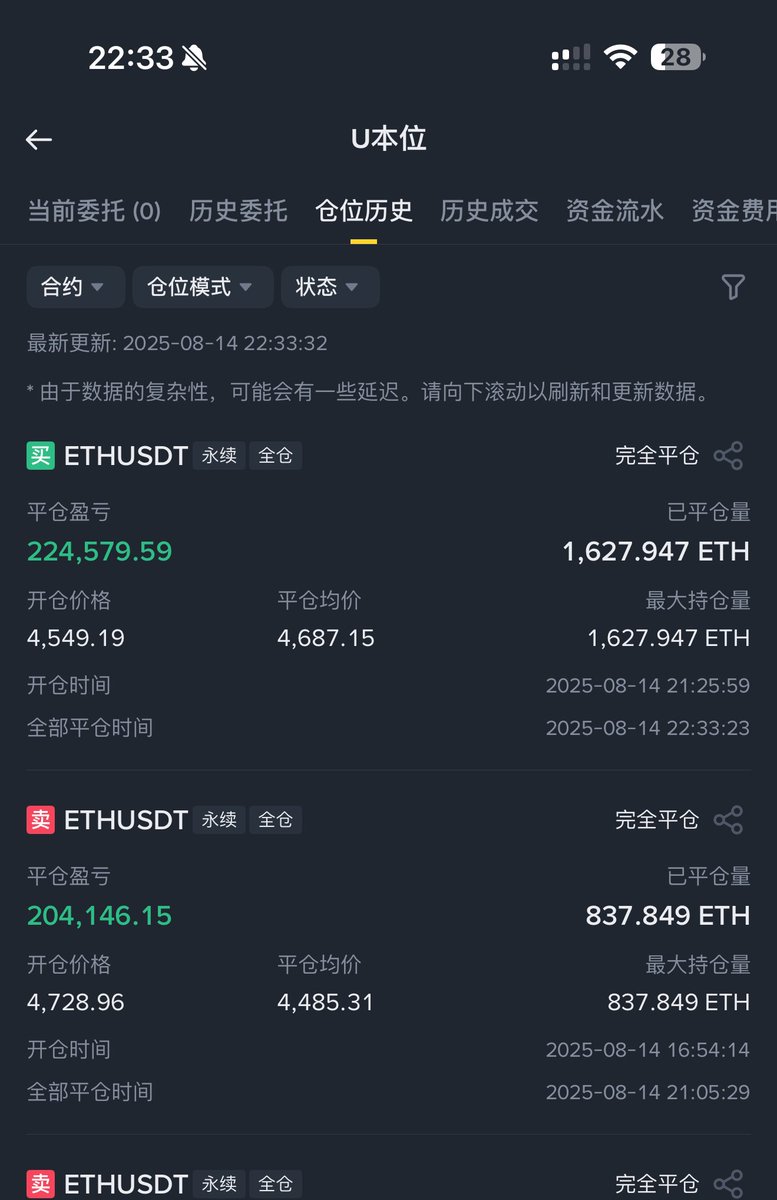 22:33 28
U本位
当前委托 (0) 历史委托 仓位历史 历史成交 资金流水 资金费用
合约 仓位模式 状态
最新更新: 2025-08-14 22:33:32
* 由于数据的复杂性，可能会有一些延迟。请向下滚动以刷新和更新数据。
买 ETHUSDT 永续 全仓 完全平仓
平仓盈亏 已平仓量
224,579.59 1,627.947 ETH
开仓价格 平仓均价 最大持仓量
4,549.19 4,687.15 1,627.947 ETH
开仓时间 2025-08-14 21:25:59
全部平仓时间 2025-08-14 22:33:23
卖 ETHUSDT 永续 全仓 完全平仓
平仓盈亏 已平仓量
204,146.15 837.849 ETH
开仓价格 平仓均价 最大持仓量
4,728.96 4,485.31 837.849 ETH
开仓时间 2025-08-14 16:54:14
全部平仓时间 2025-08-14 21:05:29
卖 ETHUSDT 永续 全仓 完全平仓